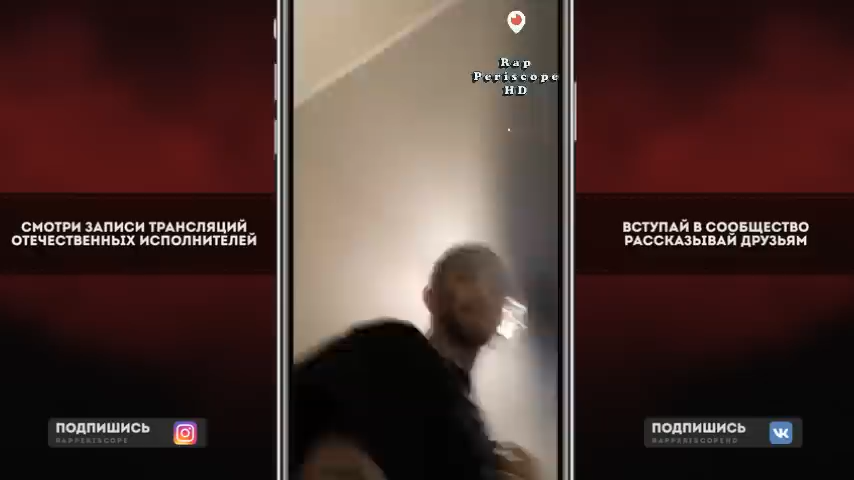 Rap
Periscope
HD
СМОТРИ ЗАПИСИ ТРАНСЛЯЦИЙ
ОТЕЧЕСТВЕННЫХ ИСПОЛНИТЕЛЕЙ
ВСТУПАЙ В СООБЩЕСТВО
РАССКАЗЫВАЙ ДРУЗЬЯМ
ПОДПИШИСЬ
RAPPERISCOPE
ПОДПИШИСЬ
RAPPERISCOPEHD